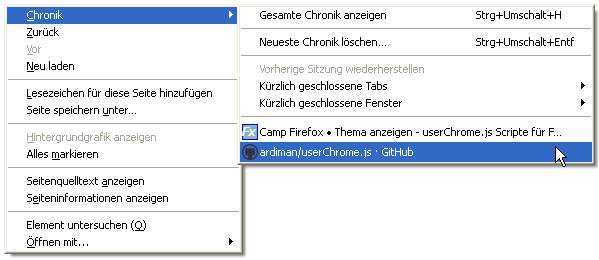 Chronik
Zurück
Vor
Neu laden
Lesezeichen für diese Seite hinzufügen
Seite speichern unter...
Hintergrundgrafik anzeigen
Alles markieren
Seitenquelltext anzeigen
Seiteninformationen anzeigen
Element untersuchen (Q)
Öffnen mit...
Gesamte Chronik anzeigen Strg+Umschalt+H
Neueste Chronik löschen... Strg+Umschalt+Entf
Vorherige Sitzung wiederherstellen
Kürzlich geschlossene Tabs
Kürzlich geschlossene Fenster
Fx Camp Firefox • Thema anzeigen - userChrome.js Scripte für F...
ardiman/userChrome.js · GitHub